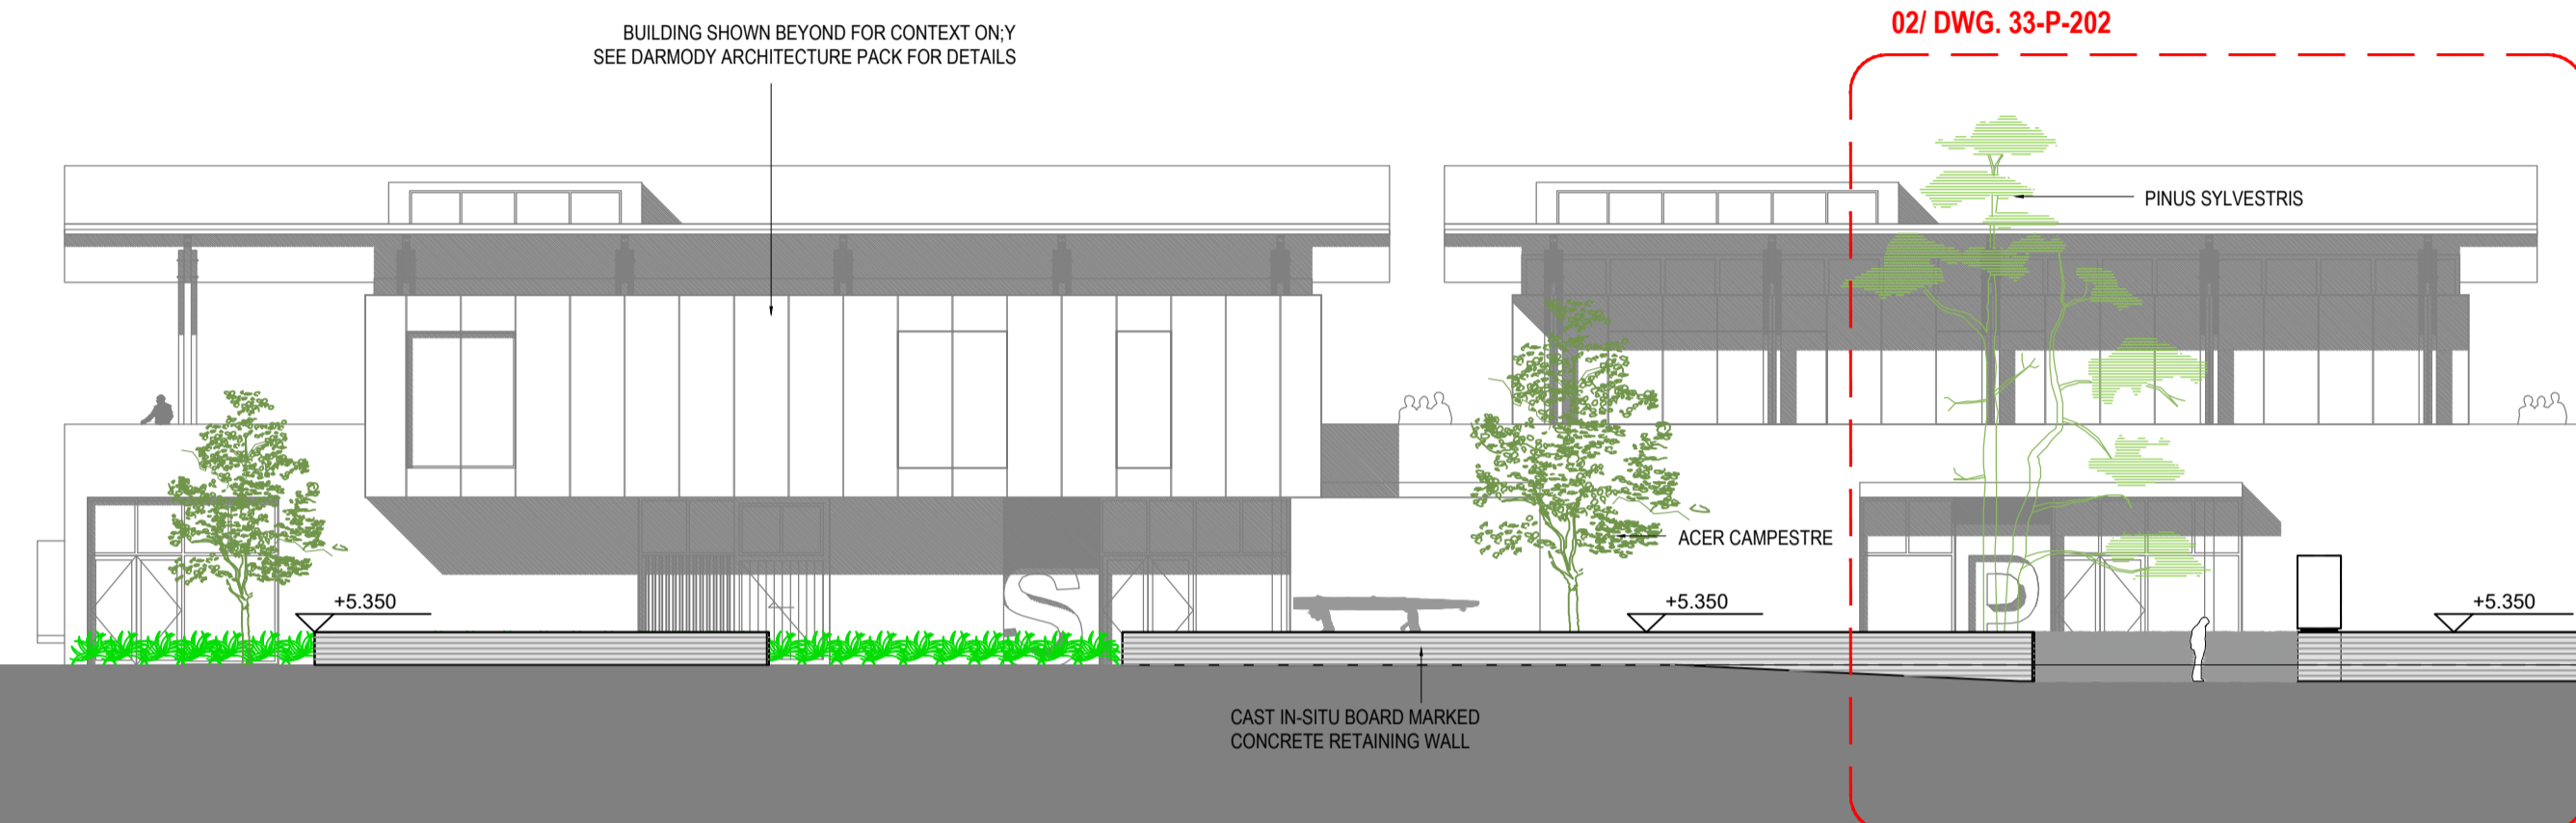 BUILDING SHOWN BEYOND FOR CONTEXT ON;Y
SEE DARMODY ARCHITECTURE PACK FOR DETAILS
02/ DWG. 33-P-202
PINUS SYLVESTRIS
ACER CAMPESTRE
+5.350
S
+5.350
P
+5.350
CAST IN-SITU BOARD MARKED
CONCRETE RETAINING WALL